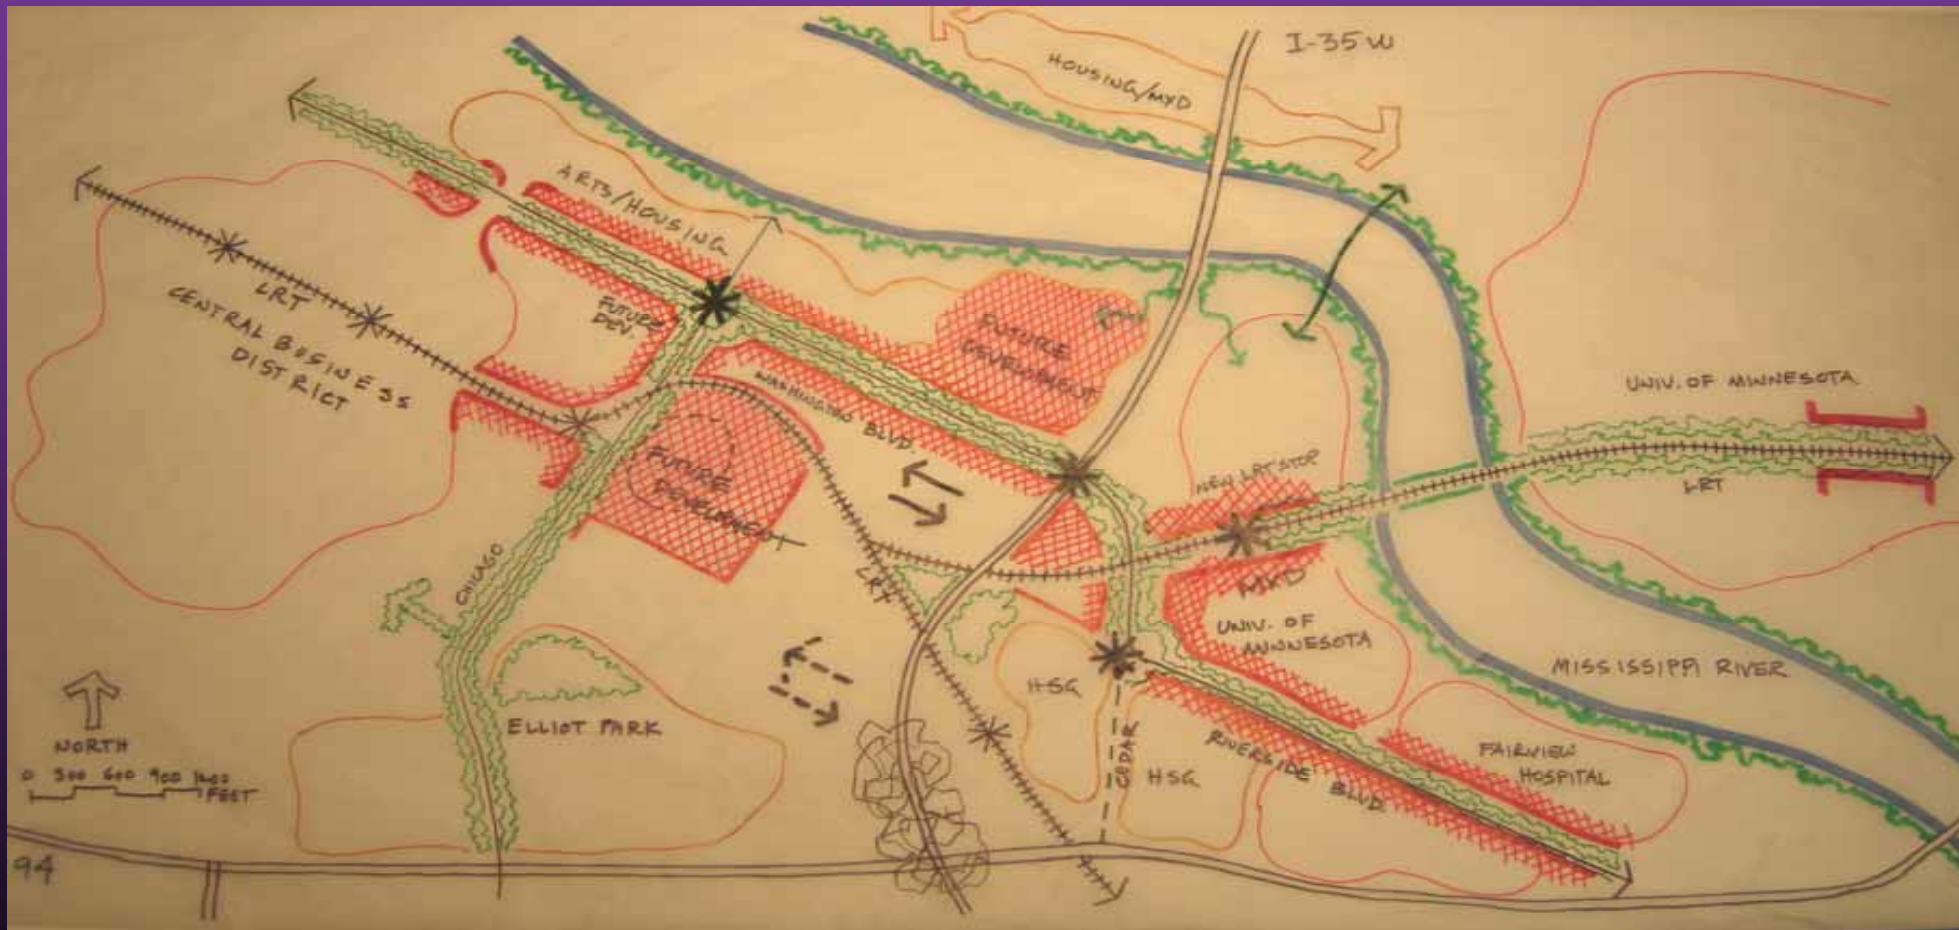 I-35W
HOUSING/MXD
ARTS/HOUSING
LRT
CENTRAL BUSINESS
DISTRICT
FUTURE
DEV.
FUTURE
DEVELOPMENT
WASHINGTON BLVD.
UNIV. OF MINNESOTA
LRT
NEW LRT STOP
FUTURE
DEVELOPMENT
CHICAGO
LRT
MXD
UNIV. OF
MINNESOTA
MISSISSIPPI RIVER
HSG
ELLIOT PARK
CEDAR
HSG
RIVERSIDE BLVD.
FAIRVIEW
HOSPITAL
NORTH
0 300 600 900 1200
FEET
94